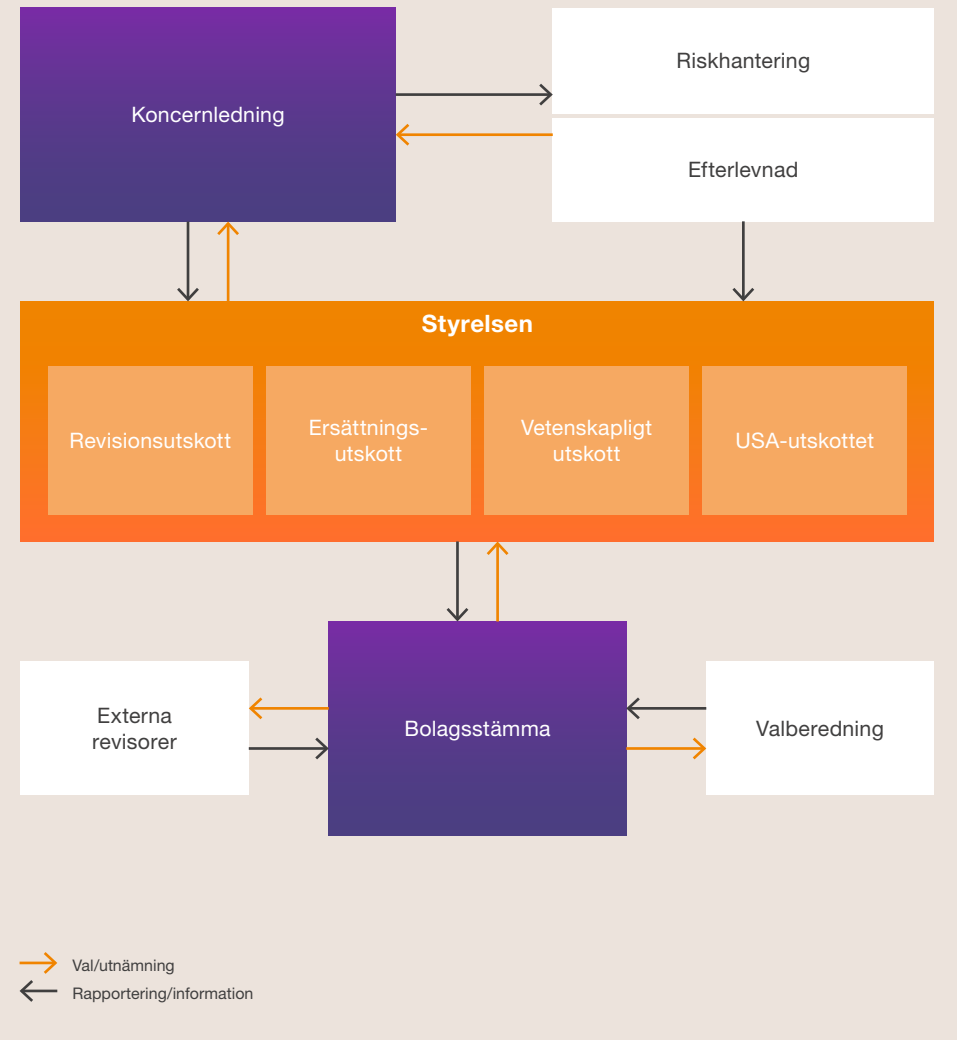 Koncernledning
Riskhantering
Efterlevnad
Styrelsen
Revisionsutskott
Ersättnings-
utskott
Vetenskapligt
utskott
USA-utskottet
Externa
revisorer
Bolagsstämma
Valberedning
Val/utnämning
Rapportering/information